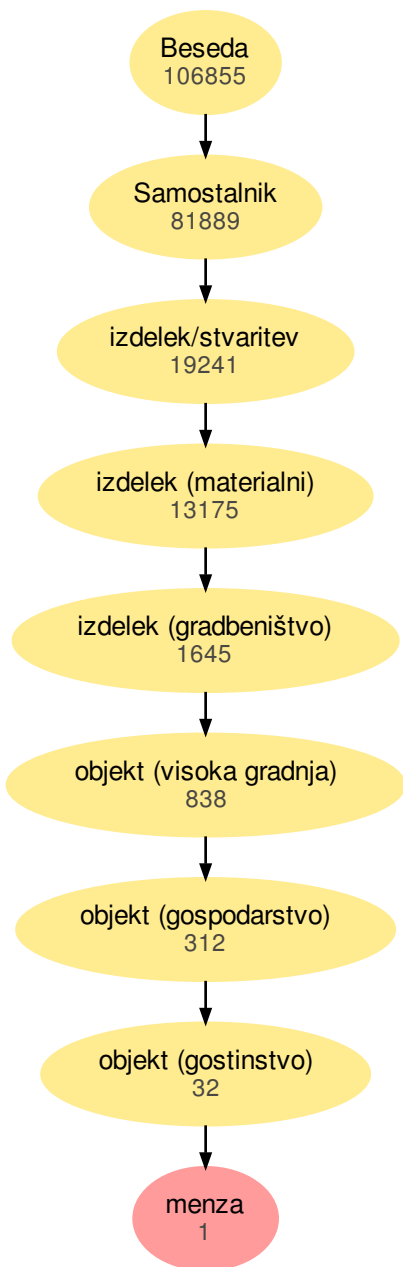 Beseda
106855
Samostalnik
81889
izdelek/stvaritev
19241
izdelek (materialni)
13175
izdelek (gradbeništvo)
1645
objekt (visoka gradnja)
838
objekt (gospodarstvo)
312
objekt (gostinstvo)
32
menza
1